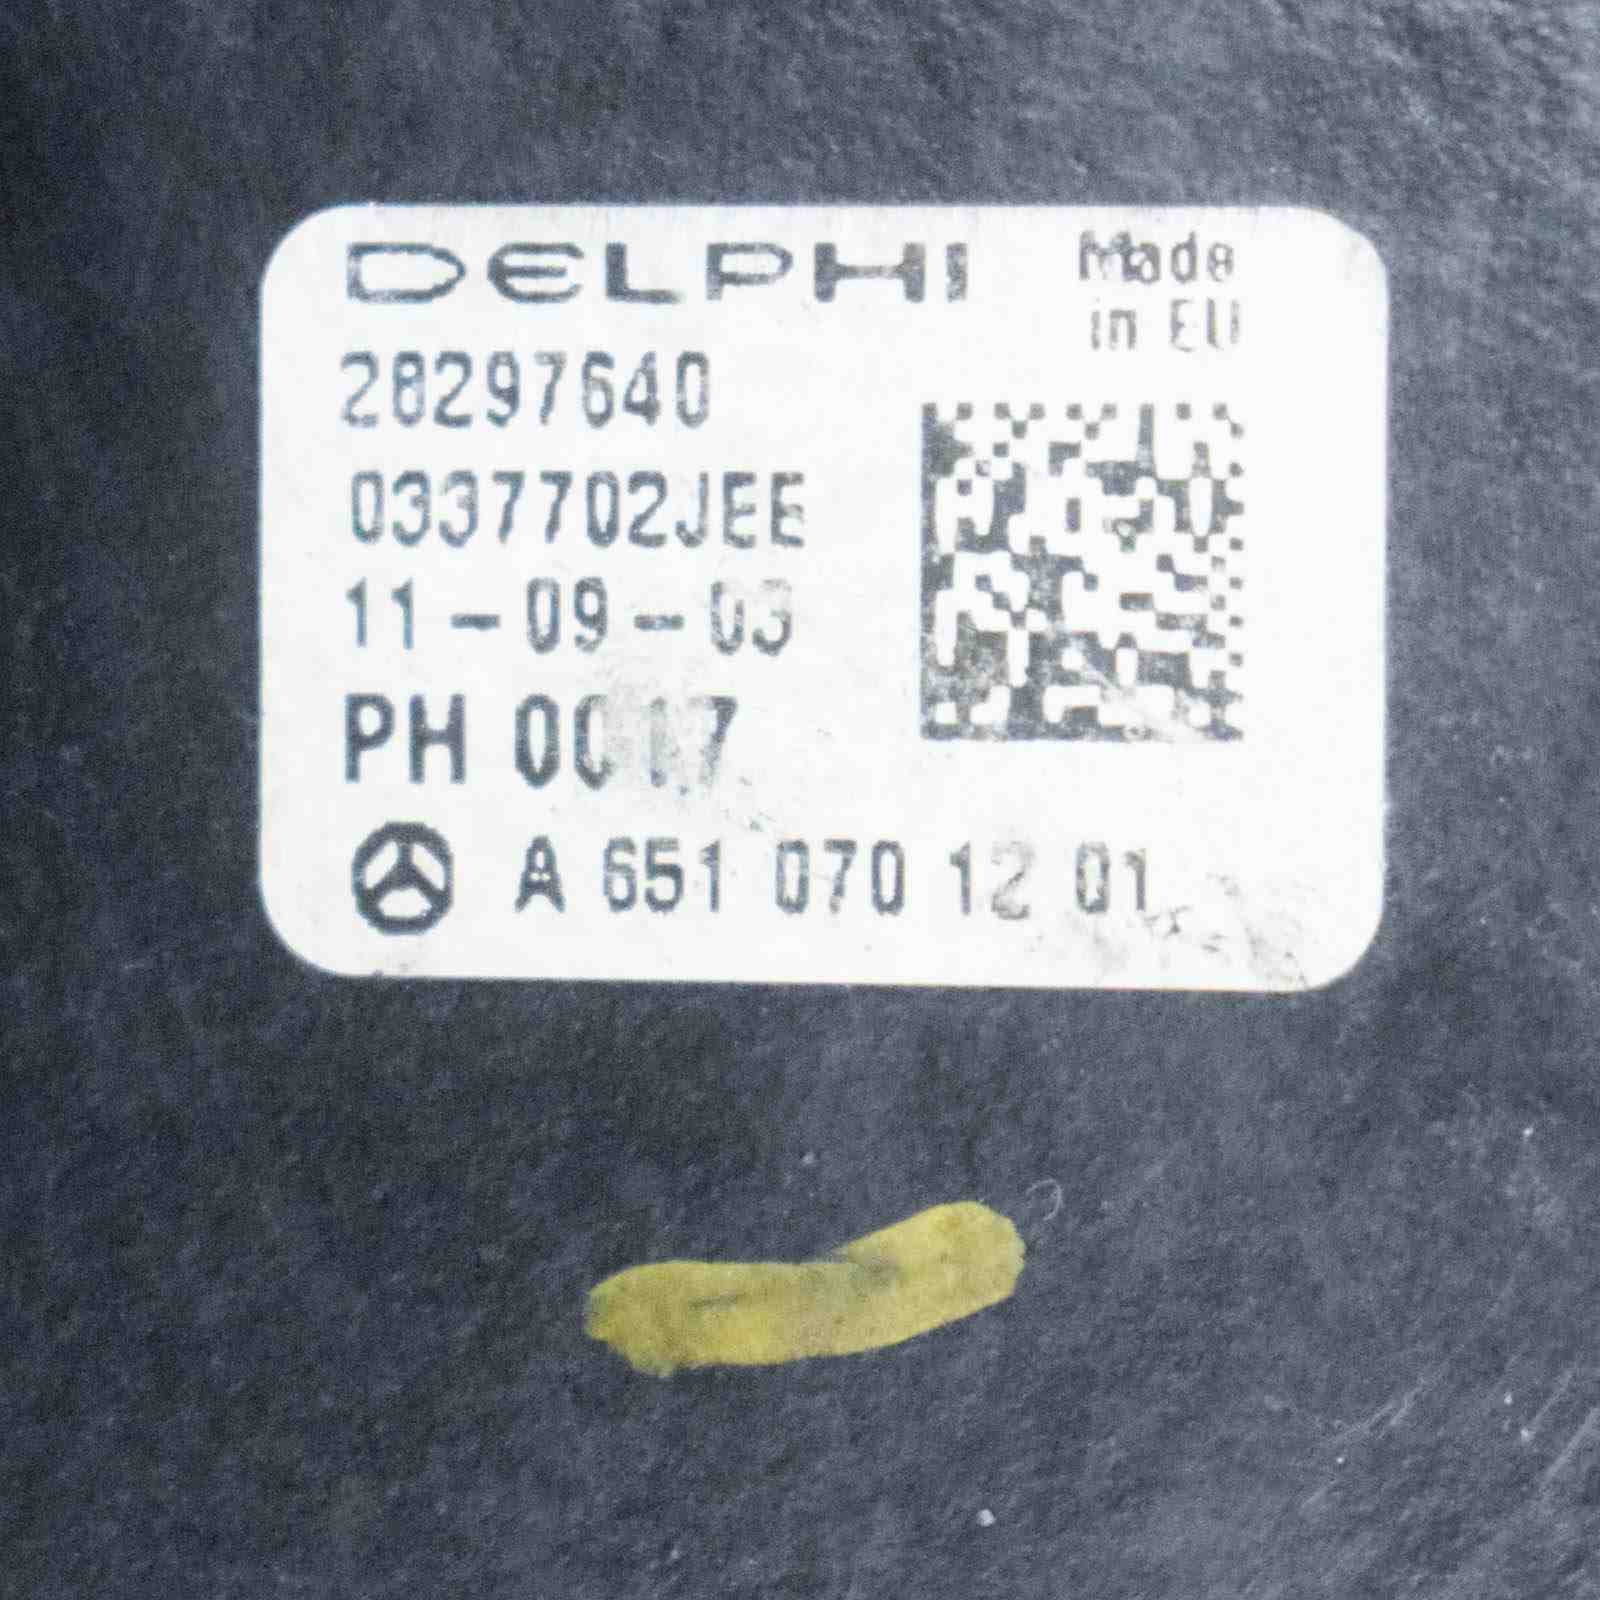 DELPHI
Made
in EU
28297640
0337702JEE
11-09-03
PH 0017
A 651 070 12 01